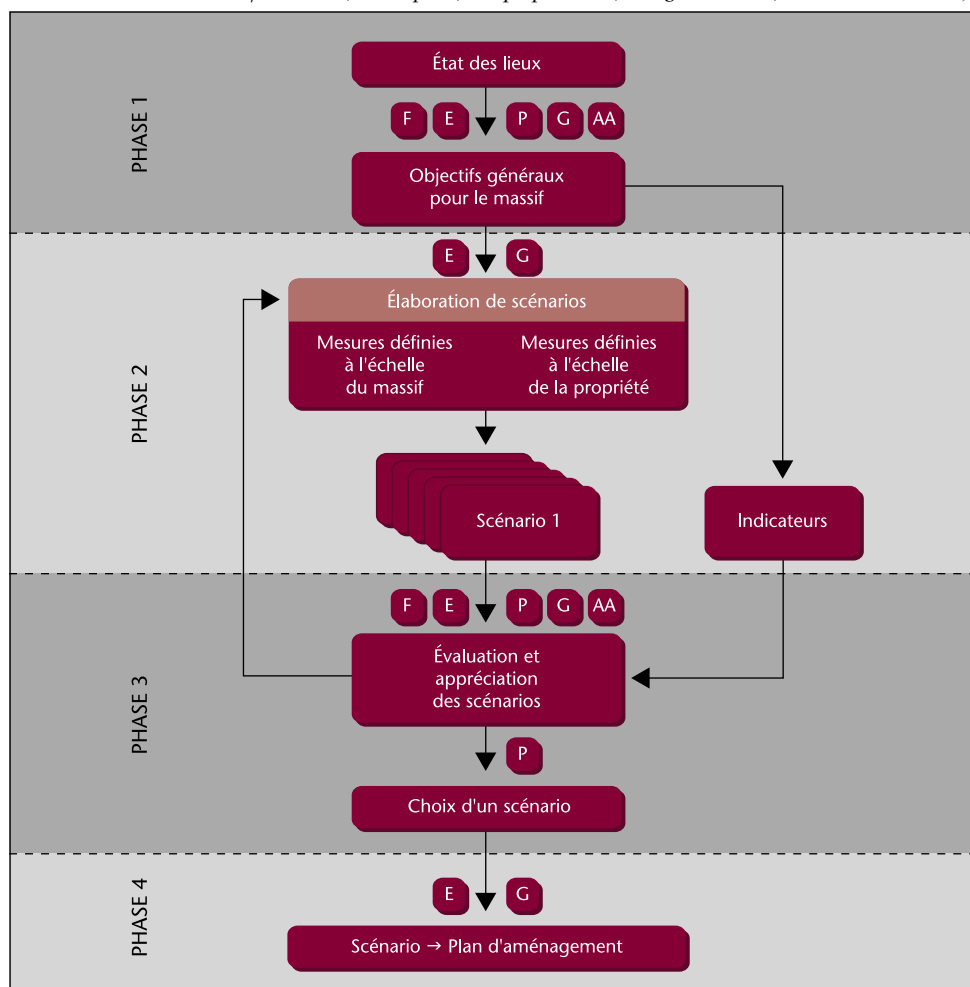 PHASE 1
État des lieux
F E P G AA
Objectifs généraux
pour le massif
PHASE 2
E G
Élaboration de scénarios
Mesures définies
à l'échelle
du massif
Mesures définies
à l'échelle
de la propriété
Scénario 1
Indicateurs
PHASE 3
F E P G AA
Évaluation et
appréciation
des scénarios
P
Choix d'un scénario
PHASE 4
E G
Scénario → Plan d'aménagement